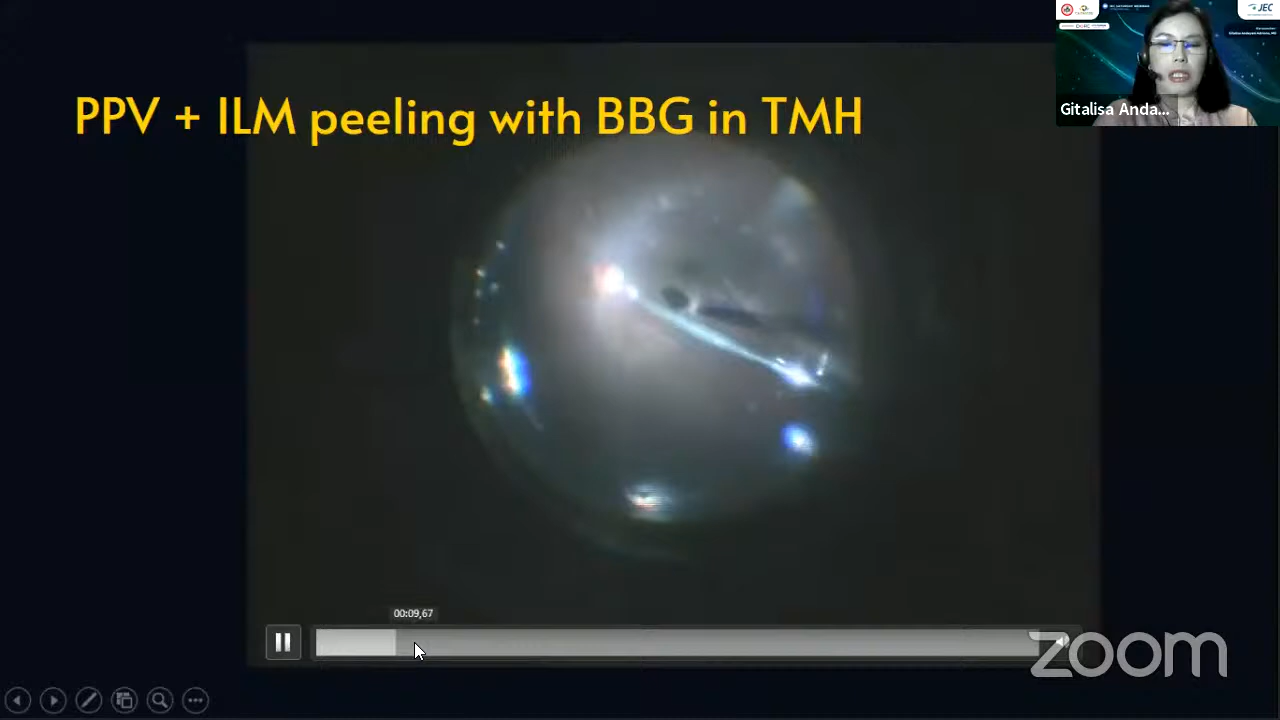 PPV + ILM peeling with BBG in TMH
JEC
Gitalisa Anda...
00:09,67
zoom